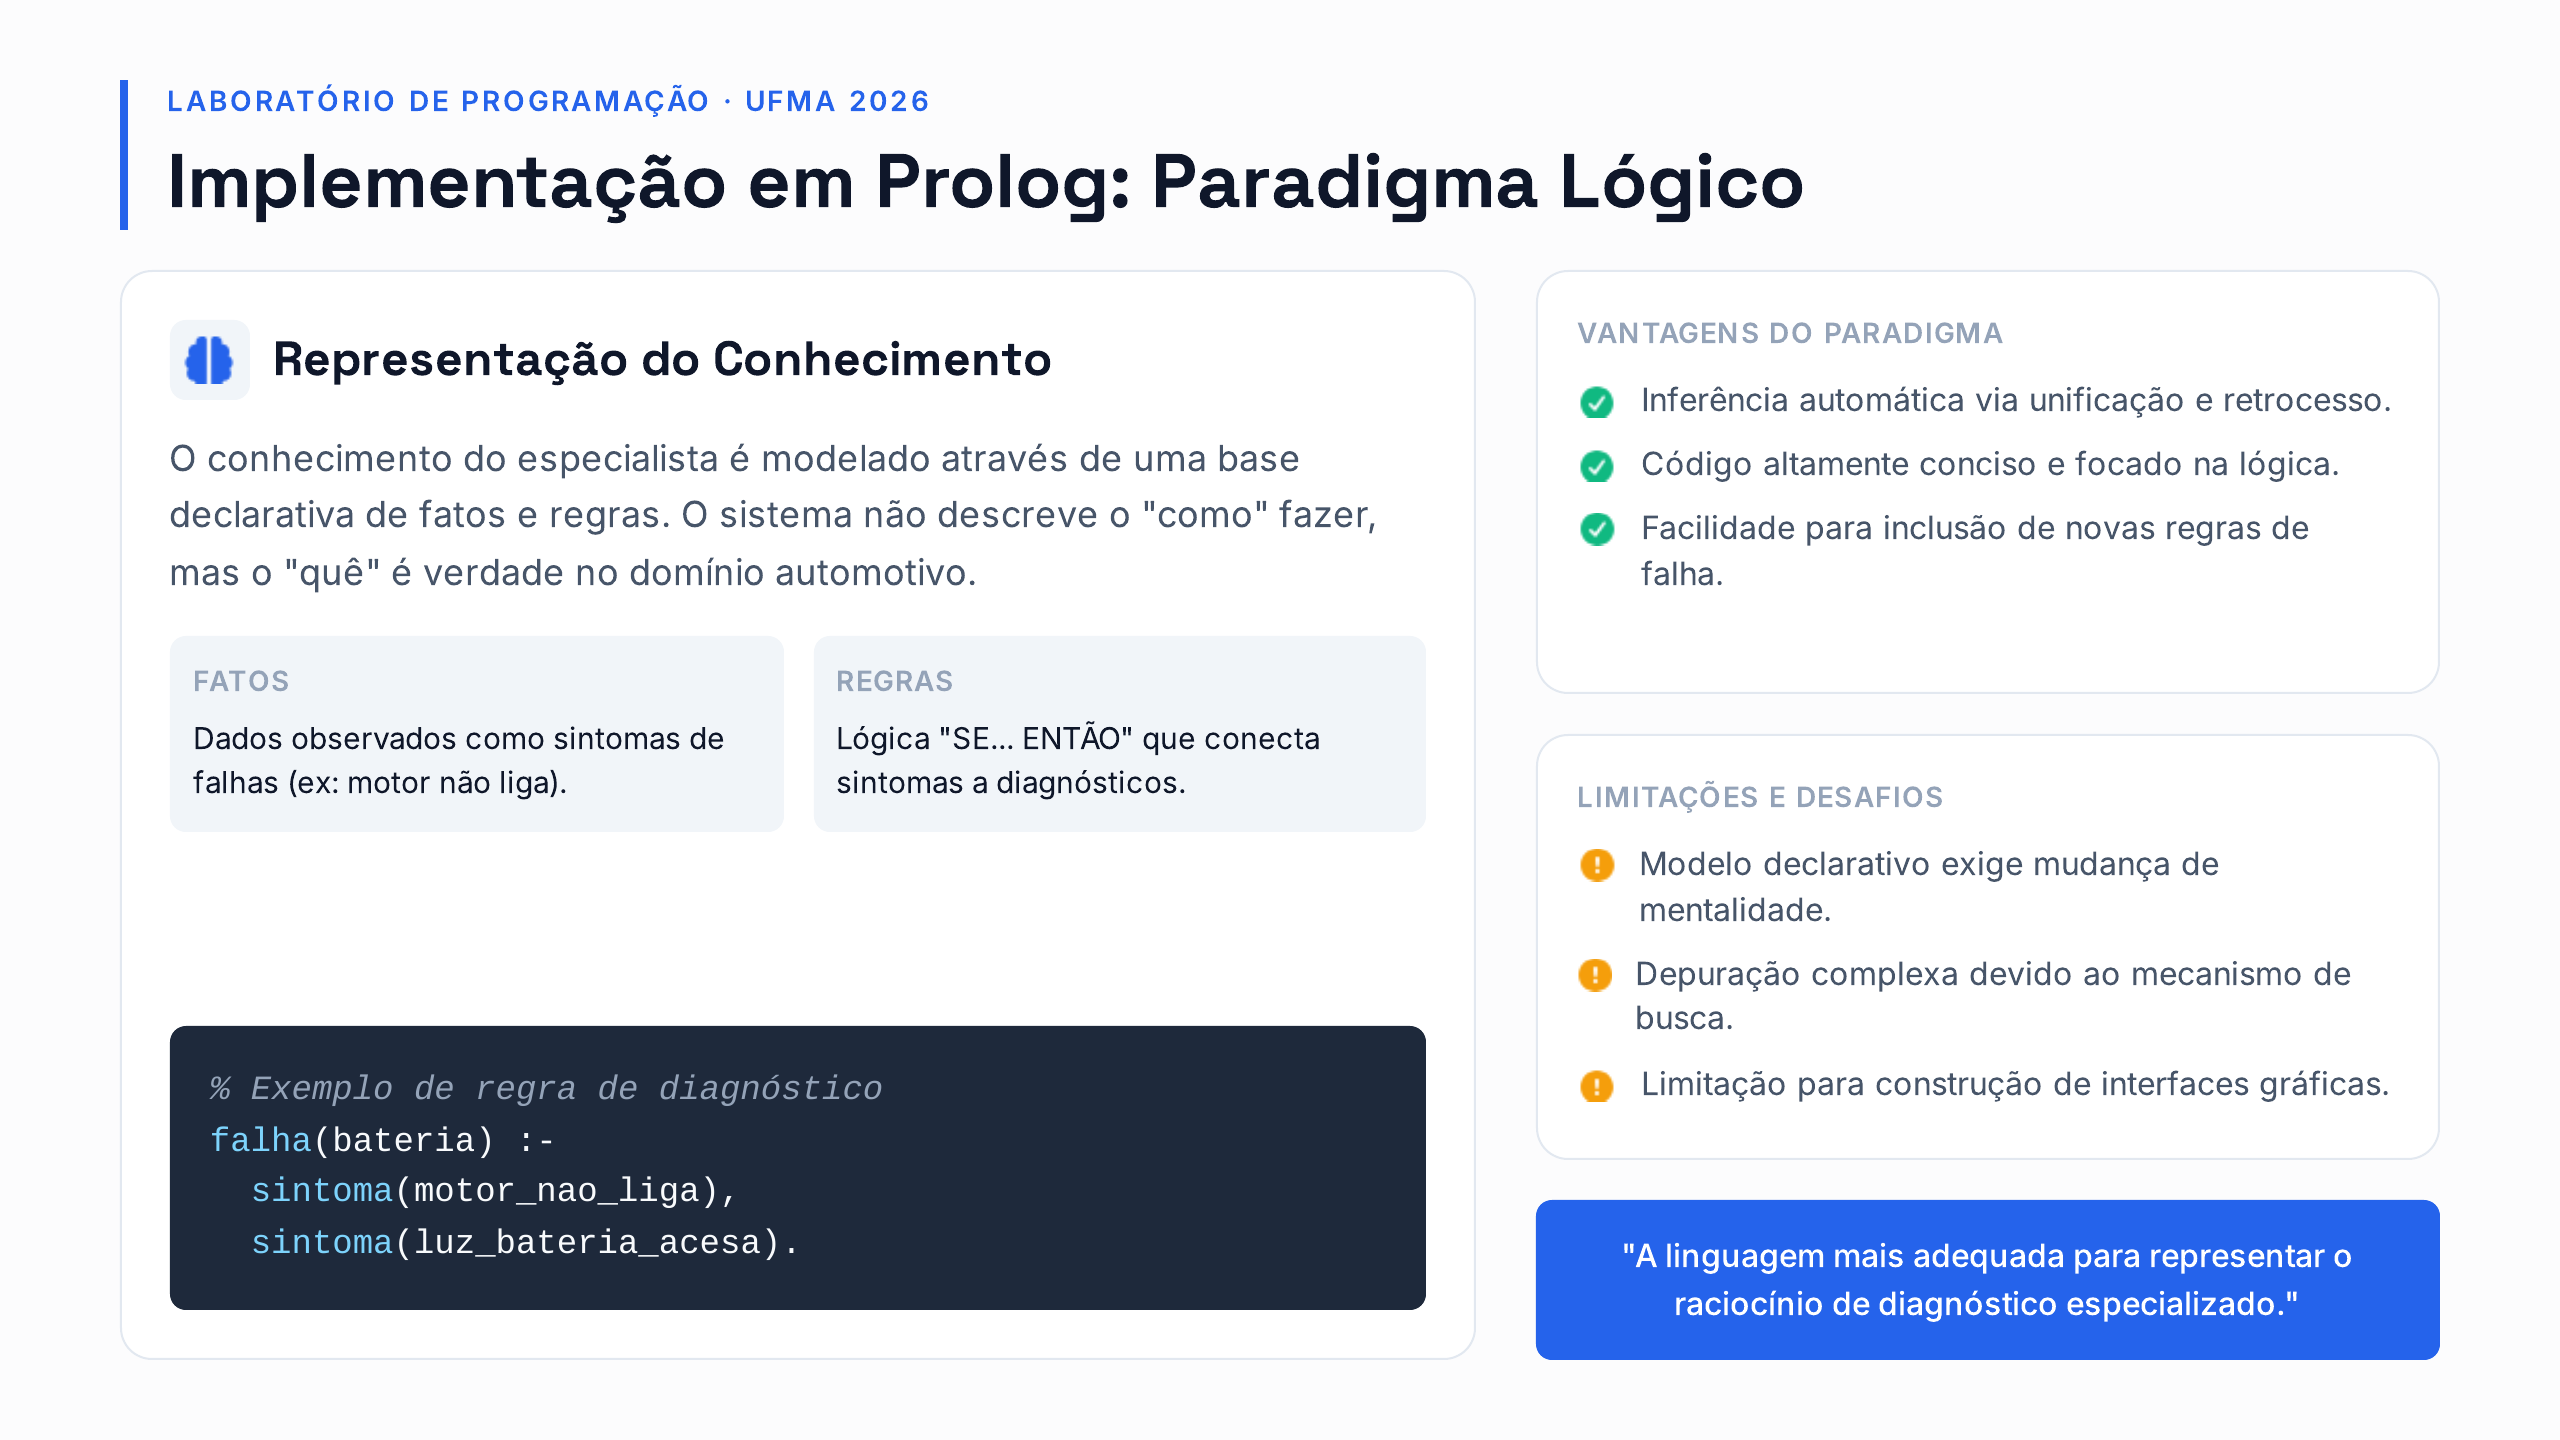 LABORATÓRIO DE PROGRAMAÇÃO · UFMA 2026
Implementação em Prolog: Paradigma Lógico
Representação do Conhecimento
O conhecimento do especialista é modelado através de uma base
declarativa de fatos e regras. O sistema não descreve o "como" fazer,
mas o "quê" é verdade no domínio automotivo.
FATOS
Dados observados como sintomas de
falhas (ex: motor não liga).
REGRAS
Lógica "SE... ENTÃO" que conecta
sintomas a diagnósticos.
% Exemplo de regra de diagnóstico
falha(bateria) :-
  sintoma(motor_nao_liga),
  sintoma(luz_bateria_acesa).
VANTAGENS DO PARADIGMA
Inferência automática via unificação e retrocesso.
Código altamente conciso e focado na lógica.
Facilidade para inclusão de novas regras de
falha.
LIMITAÇÕES E DESAFIOS
Modelo declarativo exige mudança de
mentalidade.
Depuração complexa devido ao mecanismo de
busca.
Limitação para construção de interfaces gráficas.
"A linguagem mais adequada para representar o
raciocínio de diagnóstico especializado."